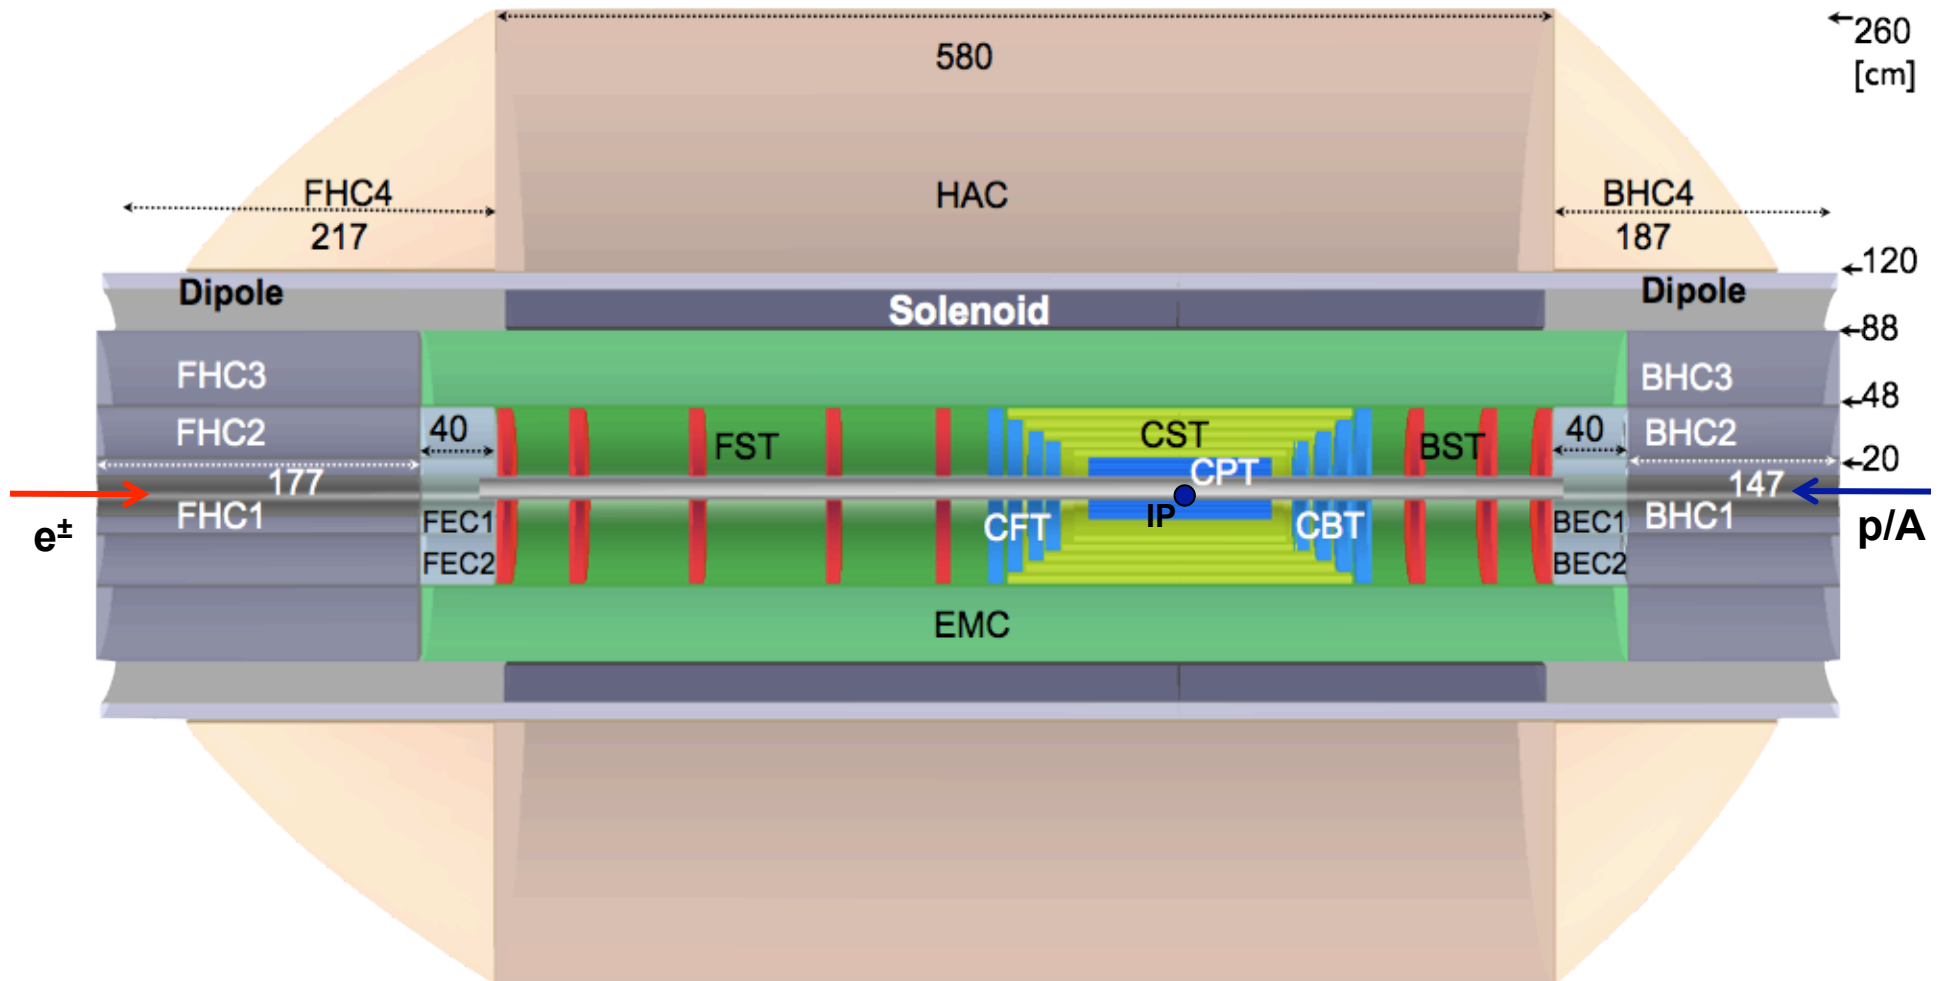 260
[cm]
580
FHC4
217
HAC
BHC4
187
120
Dipole
Solenoid
Dipole
88
FHC3
BHC3
48
FHC2
40
FST
CST
BST
40
BHC2
20
177
CPT
147
FHC1
FEC1
CFT
IP
CBT
BEC1
BHC1
e±
p/A
FEC2
BEC2
EMC